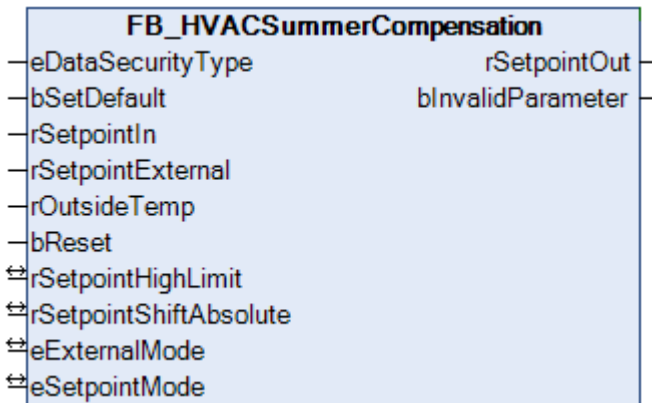 FB_HVACSummerCompensation
eDataSecurityType rSetpointOut
bSetDefault bInvalidParameter
rSetpointIn
rSetpointExternal
rOutsideTemp
bReset
rSetpointHighLimit
rSetpointShiftAbsolute
eExternalMode
eSetpointMode